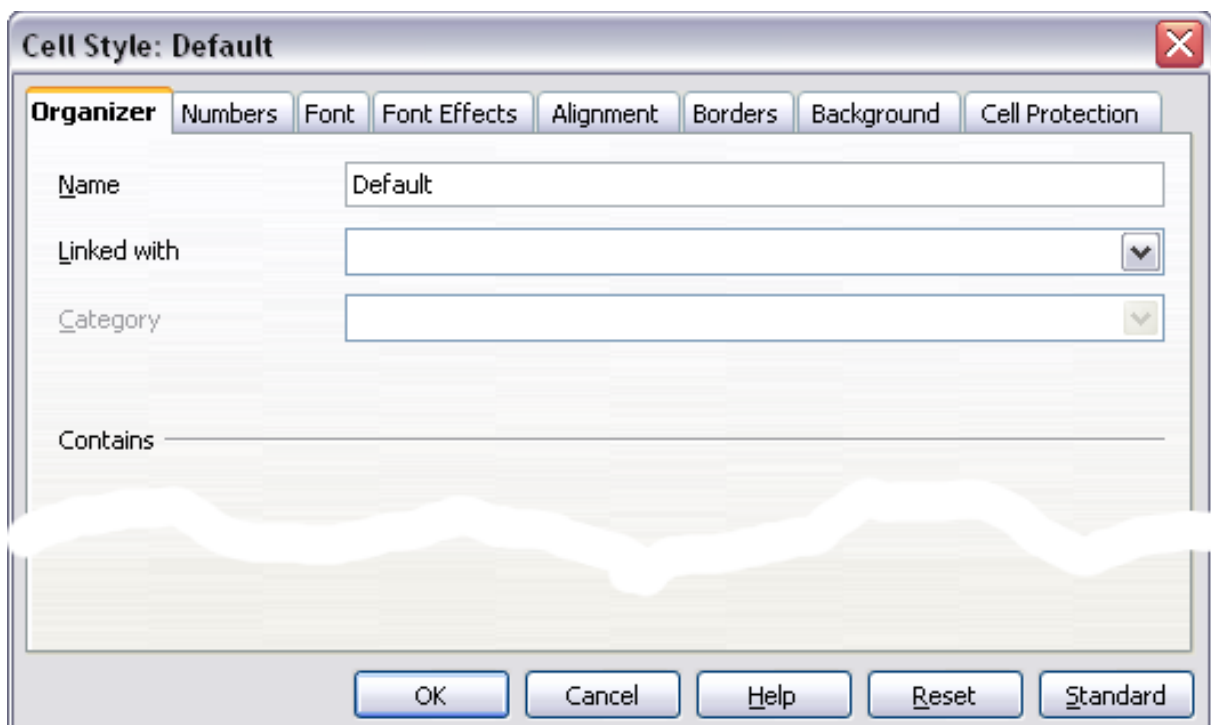 Cell Style: Default
Organizer Numbers Font Font Effects Alignment Borders Background Cell Protection
Name Default
Linked with
Category
Contains
OK Cancel Help Reset Standard